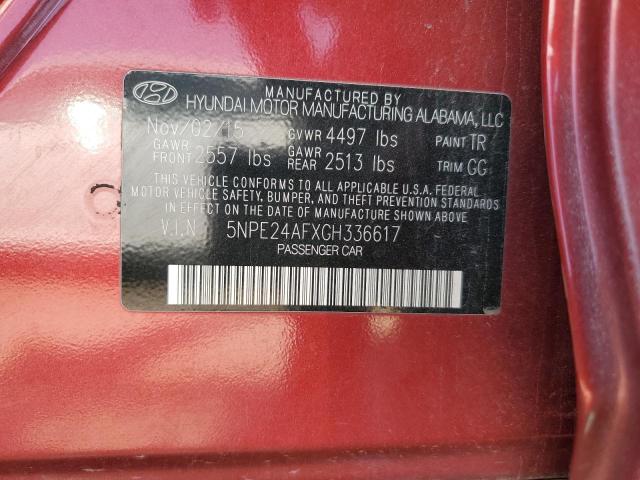 MANUFACTURED BY
HYUNDAI MOTOR MANUFACTURING ALABAMA, LLC
Nov/02/15 GVWR 4497 lbs PAINT TR
GAWR FRONT 2557 lbs GAWR REAR 2513 lbs TRIM GG
THIS VEHICLE CONFORMS TO ALL APPLICABLE U.S.A. FEDERAL
MOTOR VEHICLE SAFETY, BUMPER, AND THEFT PREVENTION STANDARDS
IN EFFECT ON THE DATE OF MANUFACTURE SHOWN ABOVE
V.I.N 5NPE24AFXGH336617
PASSENGER CAR